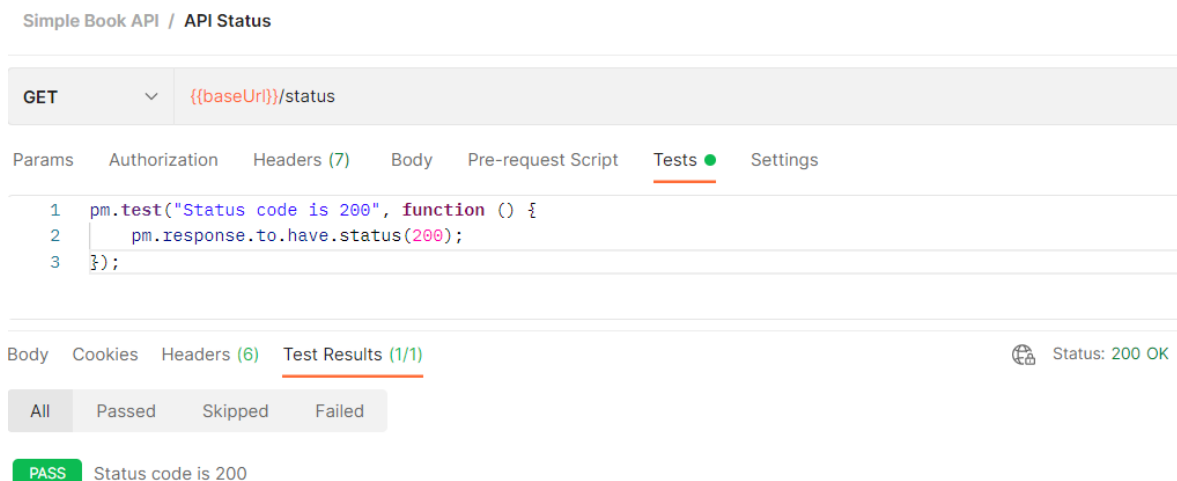 Simple Book API / API Status
GET {{baseUrl}}/status
Params Authorization Headers (7) Body Pre-request Script Tests Settings
1 pm.test("Status code is 200", function () {
2 pm.response.to.have.status(200);
3 });
Body Cookies Headers (6) Test Results (1/1) Status: 200 OK
All Passed Skipped Failed
PASS Status code is 200